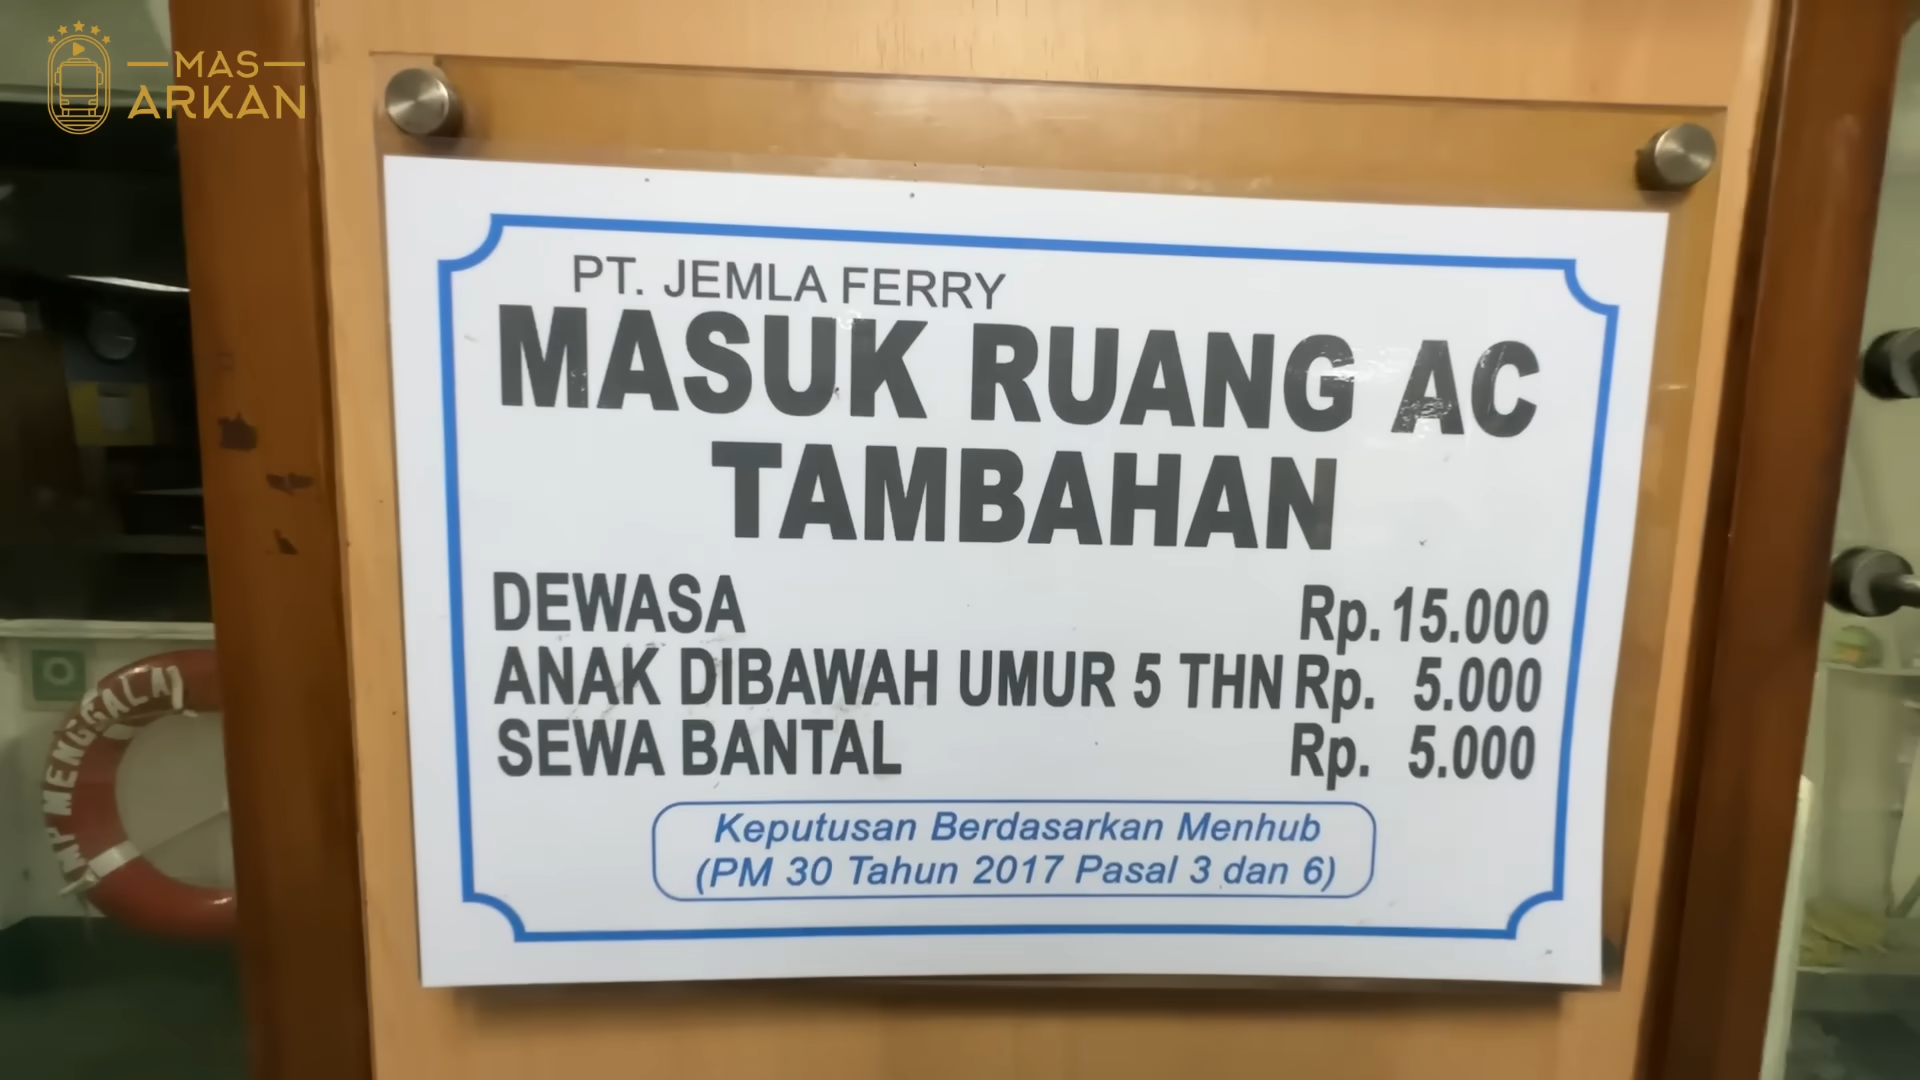 MAS
ARKAN
PT. JEMLA FERRY
MASUK RUANG AC
TAMBAHAN
DEWASA Rp. 15.000
ANAK DIBAWAH UMUR 5 THN Rp. 5.000
SEWA BANTAL Rp. 5.000
Keputusan Berdasarkan Menhub
(PM 30 Tahun 2017 Pasal 3 dan 6)
MP MENGGALA